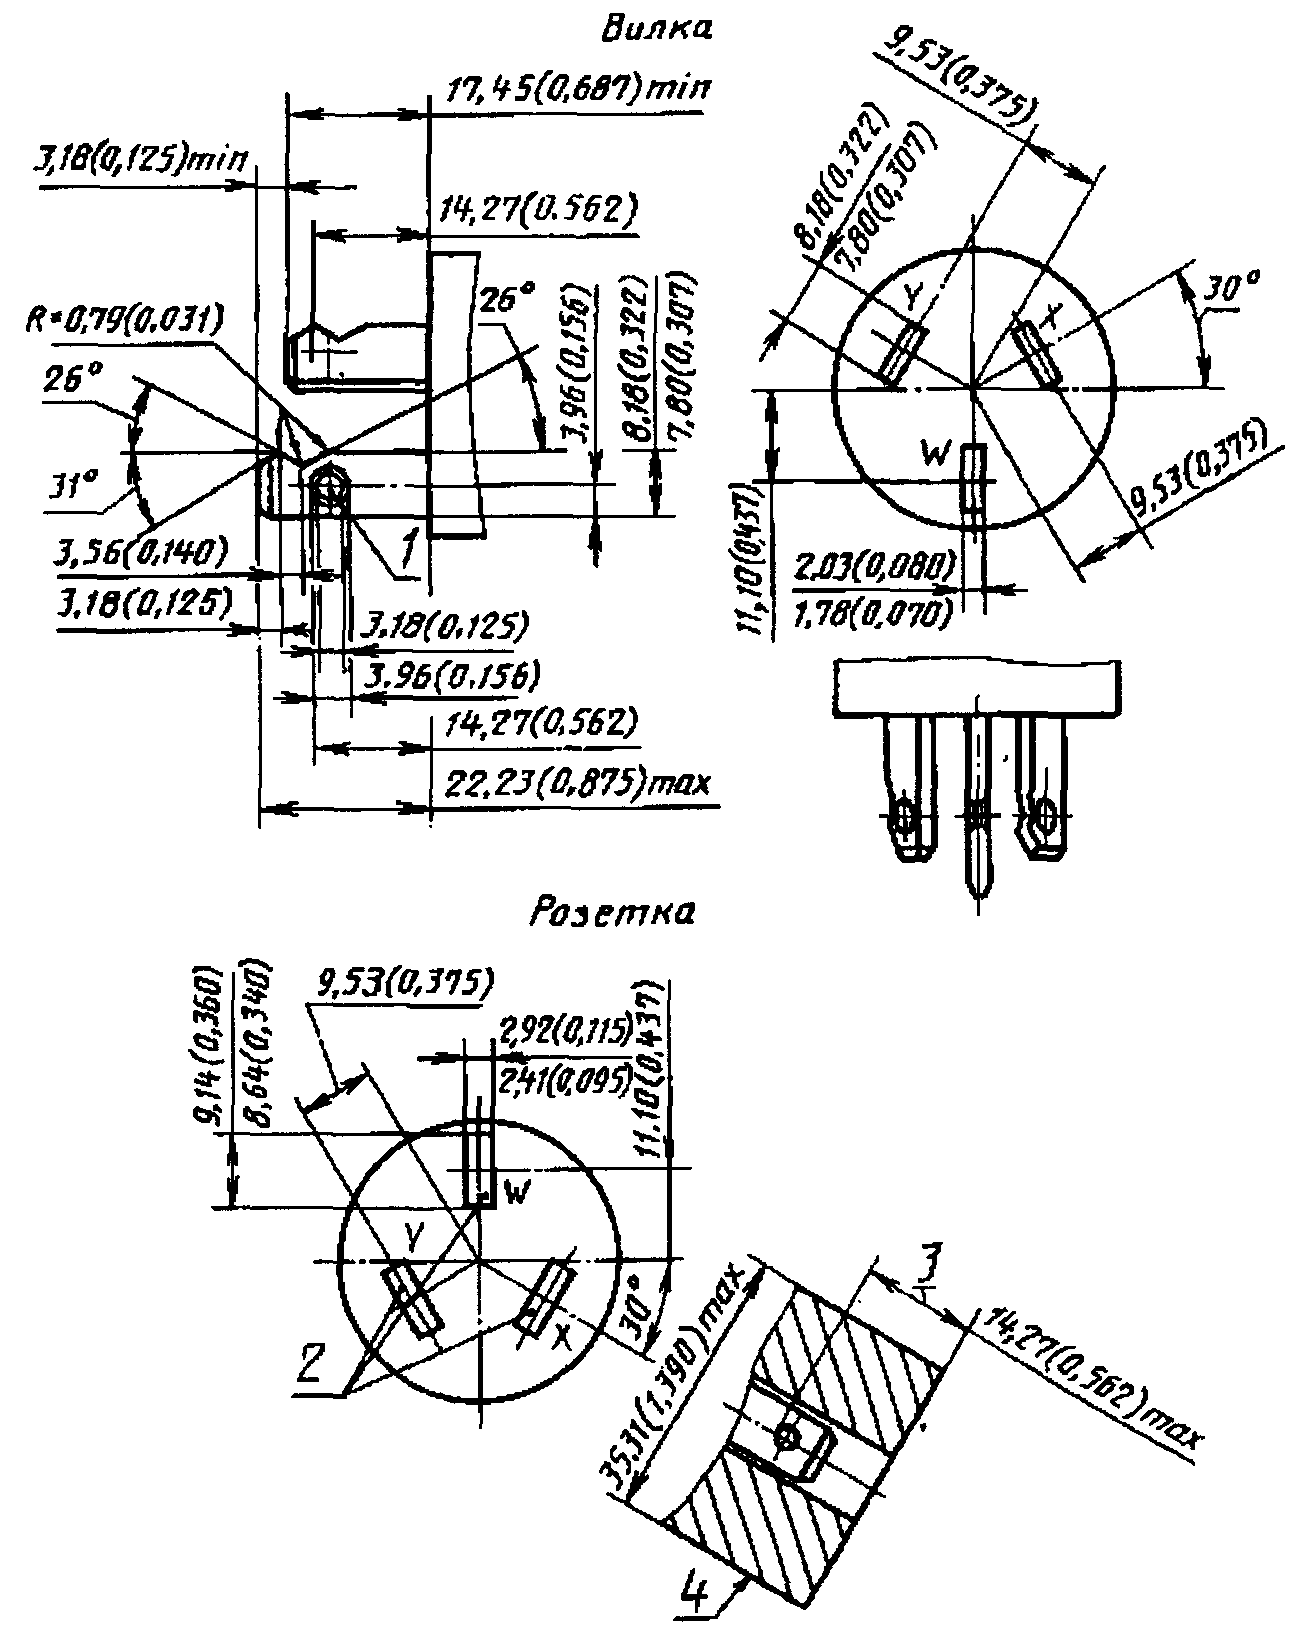 Вилка
17,45(0,687)min
9,53(0,375)
3,18(0,125)min
8,18(0,322)
7,80(0,307)
14,27(0.562)
R=0,79(0.031)
26°
3,96(0,156)
8,18(0,322)
7,80(0,307)
30°
Y
X
26°
31°
W
9,53(0,375)
11,10(0,437)
3,56(0,140)
1
3,18(0,125)
2,03(0,080)
1,78(0,070)
3,18(0,125)
3,96(0,156)
14,27(0,562)
22,23(0,875)max
Розетка
9,14(0,360)
8,64(0,340)
9,53(0,375)
2,92(0,115)
2,41(0,095)
11,10(0,437)
W
Y
X
30°
2
3
35,31(1,390)max
14,27(0,562)max
4